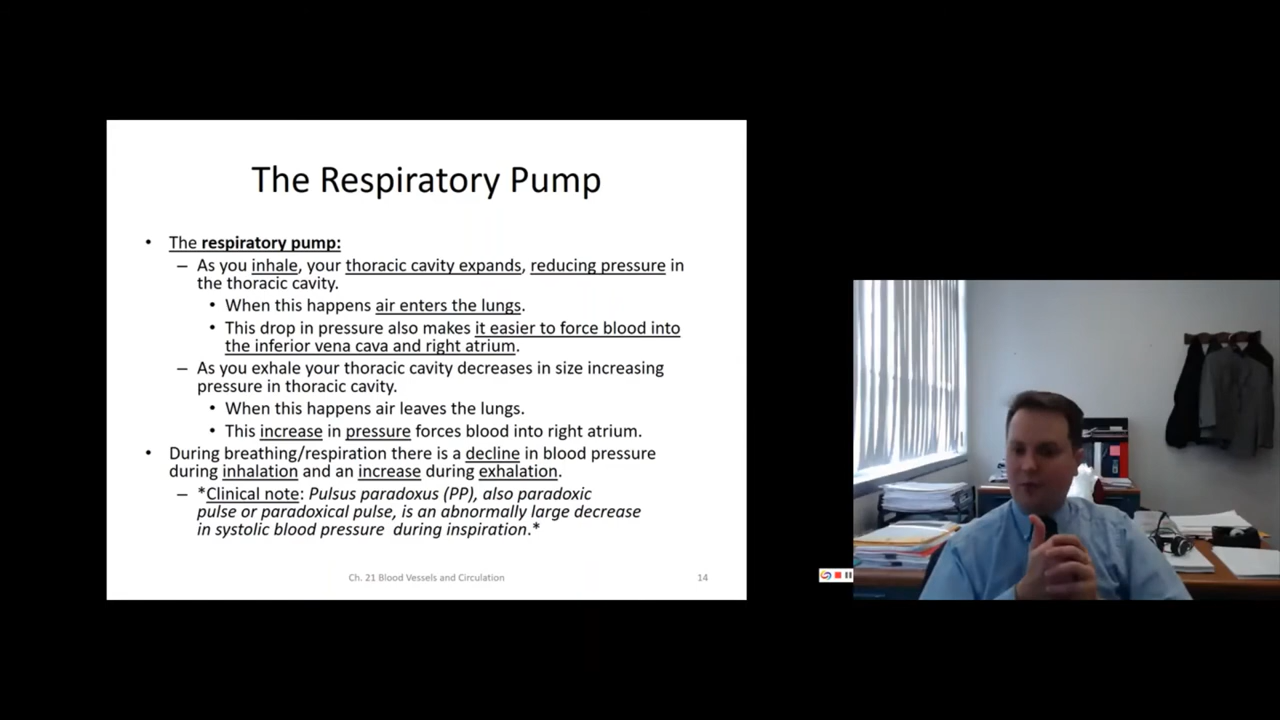 The Respiratory Pump
• The respiratory pump:
– As you inhale, your thoracic cavity expands, reducing pressure in
the thoracic cavity.
• When this happens air enters the lungs.
• This drop in pressure also makes it easier to force blood into
the inferior vena cava and right atrium.
– As you exhale your thoracic cavity decreases in size increasing
pressure in thoracic cavity.
• When this happens air leaves the lungs.
• This increase in pressure forces blood into right atrium.
• During breathing/respiration there is a decline in blood pressure
during inhalation and an increase during exhalation.
– *Clinical note: Pulsus paradoxus (PP), also paradoxic
pulse or paradoxical pulse, is an abnormally large decrease
in systolic blood pressure  during inspiration.*
Ch. 21 Blood Vessels and Circulation
14